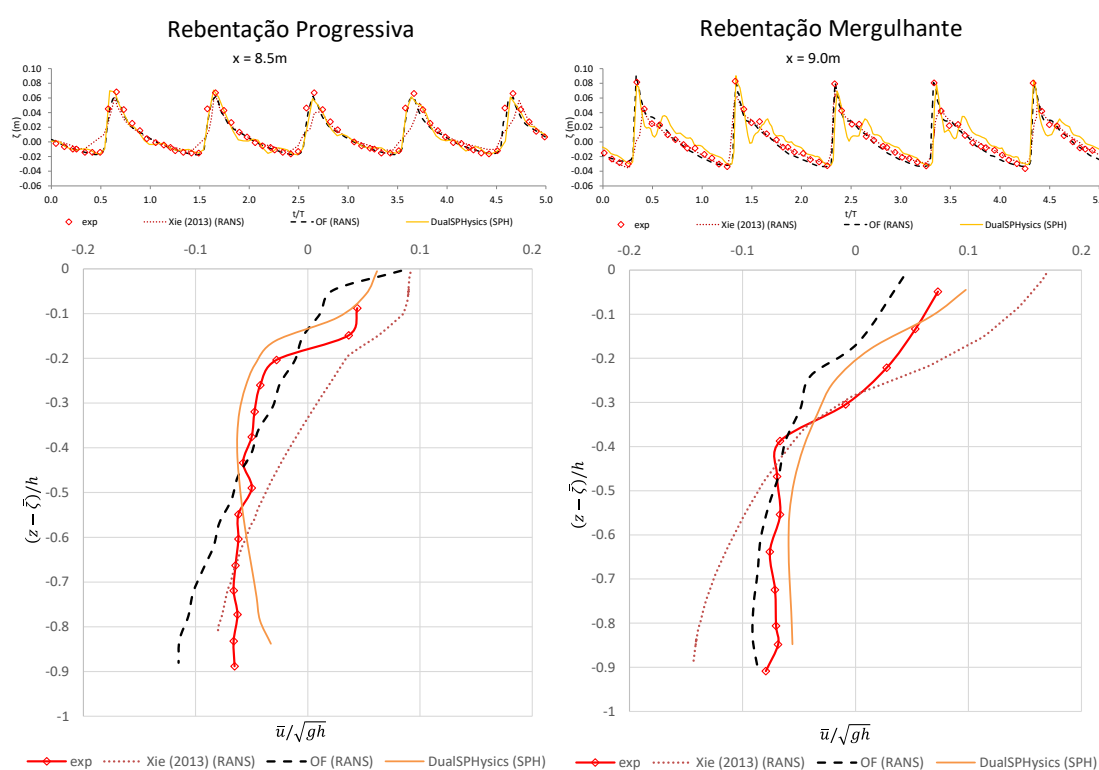 Rebentação Progressiva
x = 8.5m
0.10
0.08
0.06
0.04
0.02
0.00
-0.02
-0.04
-0.06
ζ (m)
0.0 0.5 1.0 1.5 2.0 2.5 3.0 3.5 4.0 4.5 5.0
t/T
exp Xie (2013) (RANS) OF (RANS) DualSPHysics (SPH)
-0.2 -0.1 0 0.1 0.2
0
-0.1
-0.2
-0.3
-0.4
-0.5
-0.6
-0.7
-0.8
-0.9
-1
(z − ζ̄)/h
ū/√gh
exp Xie (2013) (RANS) OF (RANS) DualSPHysics (SPH)
Rebentação Mergulhante
x = 9.0m
0.10
0.08
0.06
0.04
0.02
0.00
-0.02
-0.04
-0.06
ζ (m)
0.0 0.5 1.0 1.5 2.0 2.5 3.0 3.5 4.0 4.5 5.
t/T
exp Xie (2013) (RANS) OF (RANS) DualSPHysics (SPH)
-0.2 -0.1 0 0.1 0.2
0
-0.1
-0.2
-0.3
-0.4
-0.5
-0.6
-0.7
-0.8
-0.9
-1
(z − ζ̄)/h
ū/√gh
exp Xie (2013) (RANS) OF (RANS) DualSPHysics (SPH)